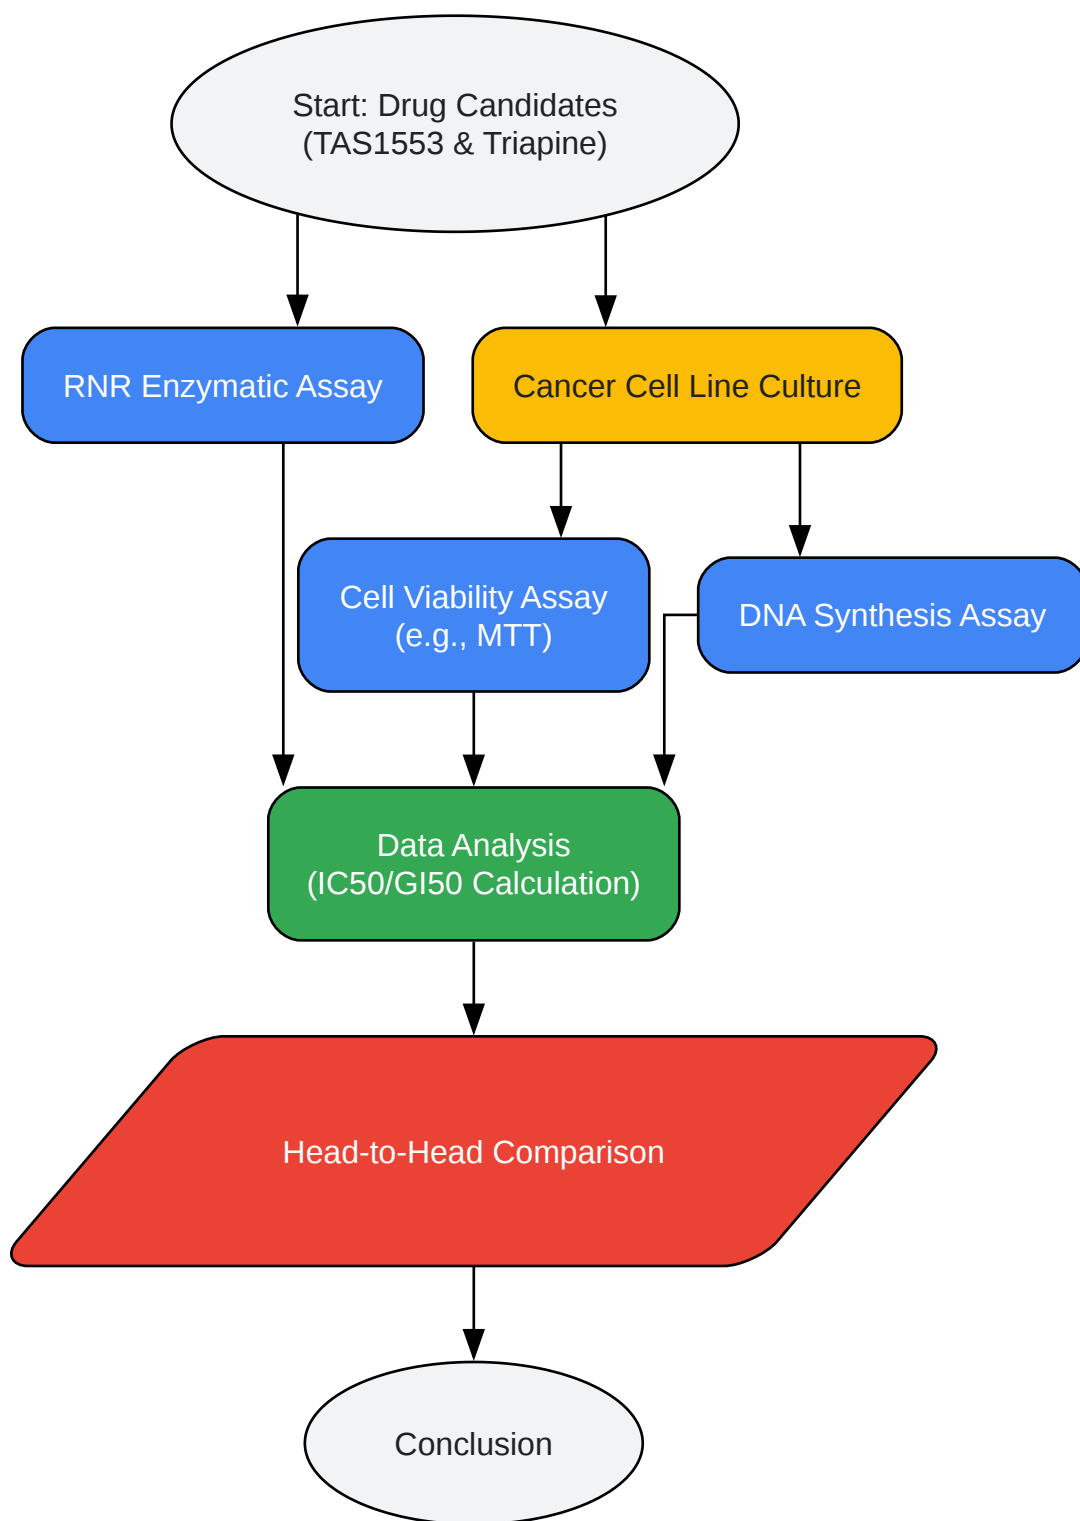 Start: Drug Candidates
(TAS1553 & Triapine)
RNR Enzymatic Assay
Cancer Cell Line Culture
Cell Viability Assay
(e.g., MTT)
DNA Synthesis Assay
Data Analysis
(IC50/GI50 Calculation)
Head-to-Head Comparison
Conclusion